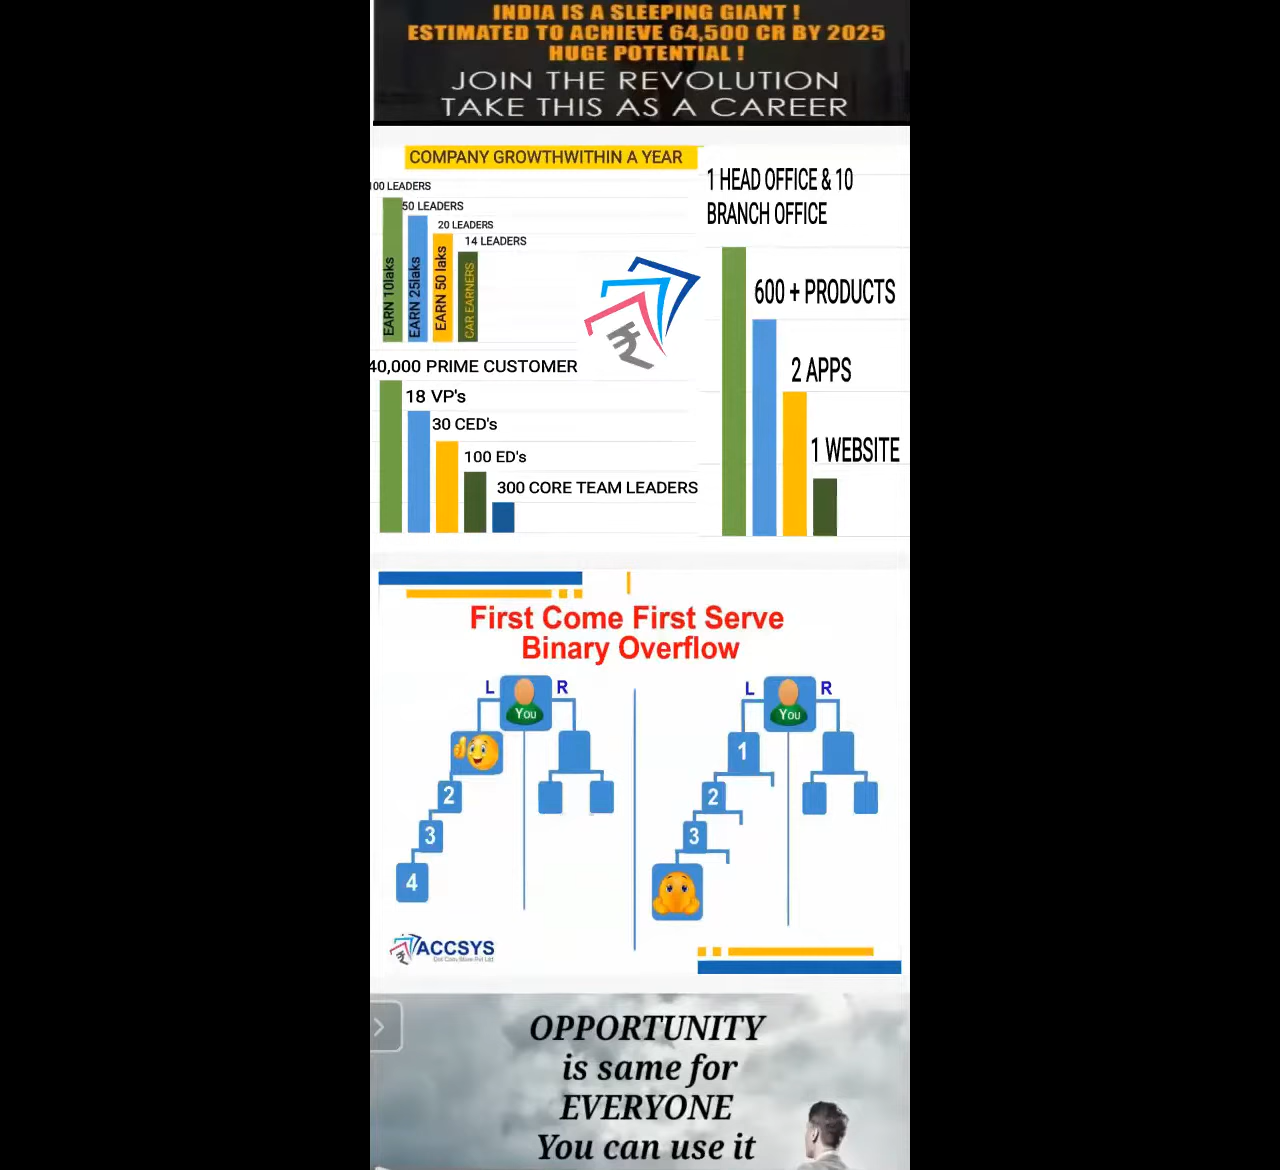 INDIA IS A SLEEPING GIANT !
ESTIMATED TO ACHIEVE 64,500 CR BY 2025
HUGE POTENTIAL !
JOIN THE REVOLUTION
TAKE THIS AS A CAREER
COMPANY GROWTHWITHIN A YEAR
100 LEADERS
50 LEADERS
20 LEADERS
14 LEADERS
EARN 10laks
EARN 25laks
EARN 50 laks
CAR EARNERS
40,000 PRIME CUSTOMER
18 VP's
30 CED's
100 ED's
300 CORE TEAM LEADERS
1 HEAD OFFICE & 10
BRANCH OFFICE
600 + PRODUCTS
2 APPS
1 WEBSITE
First Come First Serve
Binary Overflow
L R
You
2
3
4
L R
You
1
2
3
ACCSYS
OPPORTUNITY
is same for
EVERYONE
You can use it